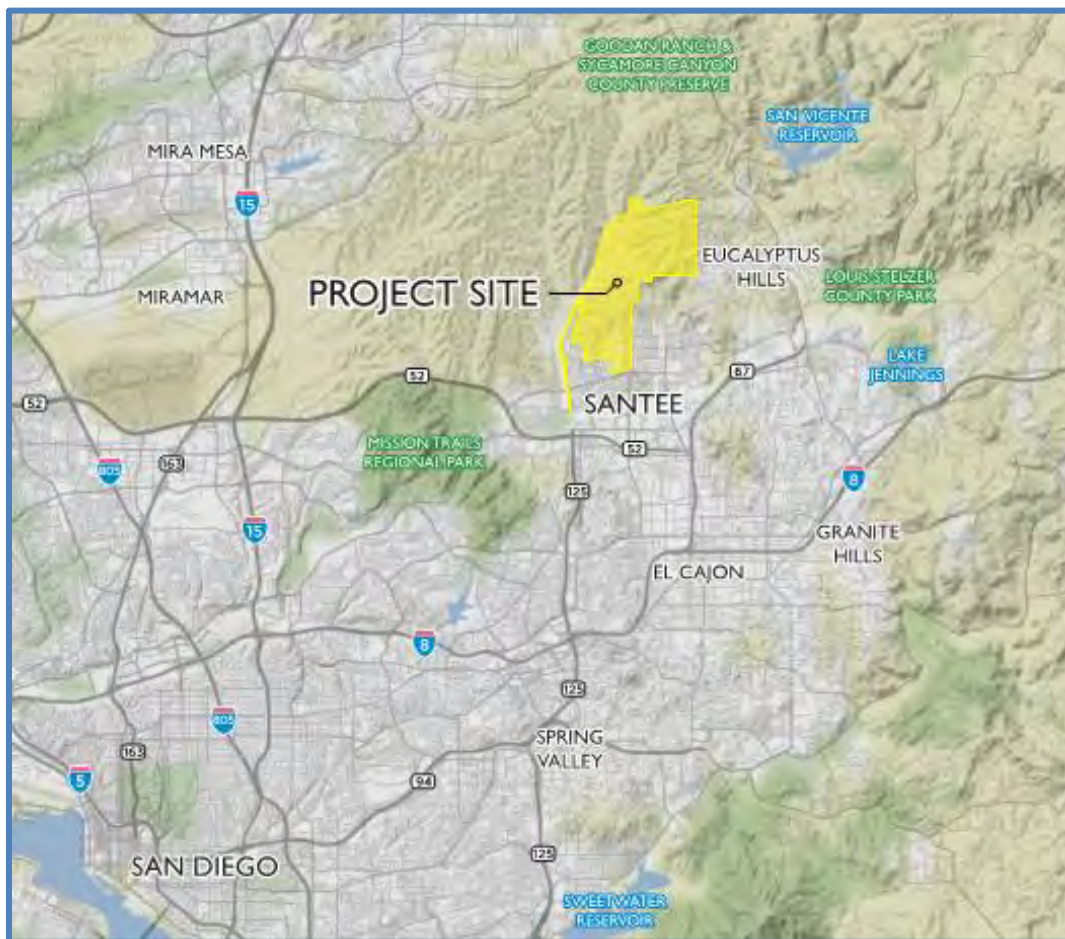 GOODAN RANCH &
SYCAMORE CANYON
COUNTY PRESERVE
SAN VICENTE
RESERVOIR
MIRA MESA
15
EUCALYPTUS
HILLS
LOUIS STELZER
COUNTY PARK
MIRAMAR
PROJECT SITE
LAKE
JENNINGS
52
67
52
SANTEE
MISSION TRAILS
REGIONAL PARK
52
805
163
125
8
15
GRANITE
HILLS
EL CAJON
8
125
805
SPRING
VALLEY
163
5
94
SAN DIEGO
125
SWEETWATER
RESERVOIR